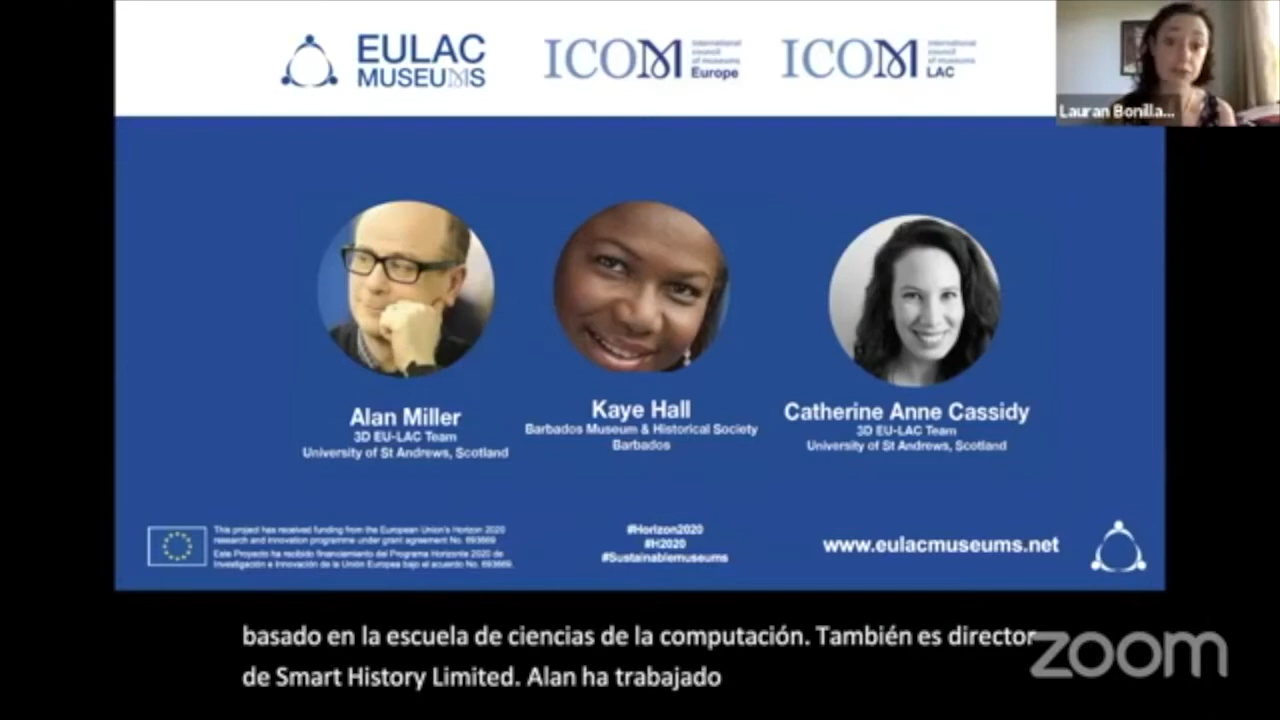 EULAC
MUSEUMS
ICOM
international
council
of museums
Europe
ICOM
international
council
of museums
LAC
Lauran Bonilla...
Alan Miller
3D EU-LAC Team
University of St Andrews, Scotland
Kaye Hall
Barbados Museum & Historical Society
Barbados
Catherine Anne Cassidy
3D EU-LAC Team
University of St Andrews, Scotland
This project has received funding from the European Union's Horizon 2020
research and innovation programme under grant agreement No. 693669
Este Proyecto ha recibido financiamiento del Programa Horizonte 2020 de
Investigación e Innovación de la Unión Europea bajo el acuerdo No. 693669.
#Horizon2020
#H2020
#Sustainablemuseums
www.eulacmuseums.net
basado en la escuela de ciencias de la computación. También es director
de Smart History Limited. Alan ha trabajado
zoom